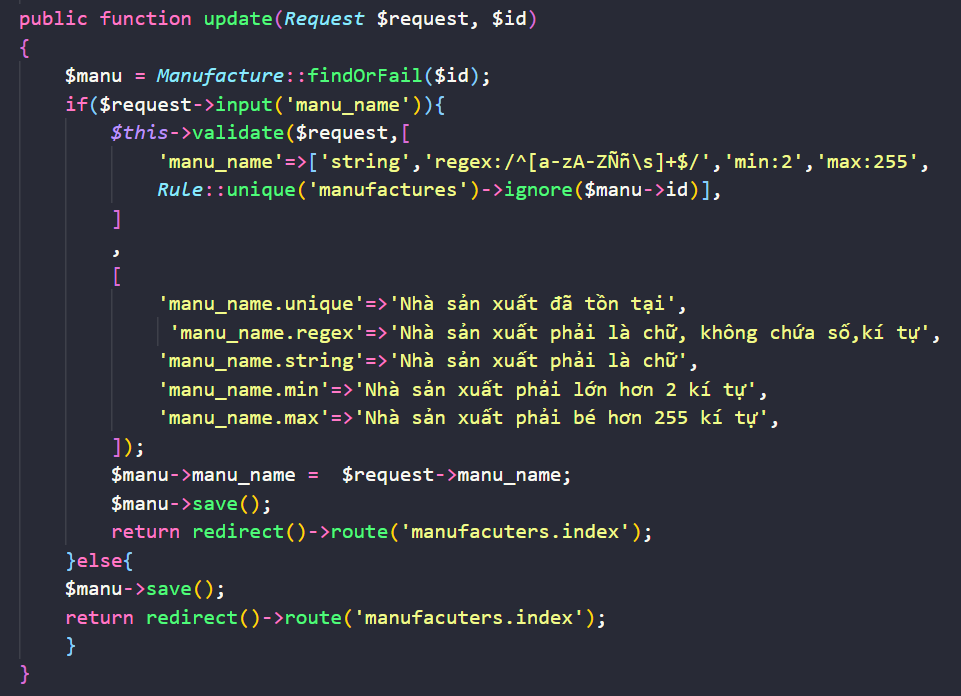 public function update(Request $request, $id)
{
    $manu = Manufacture::findOrFail($id);
    if($request->input('manu_name')){
        $this->validate($request,[
            'manu_name'=>['string','regex:/^[a-zA-ZÑñ\s]+$/','min:2','max:255',
            Rule::unique('manufactures')->ignore($manu->id)],
        ]
        ,
        [
            'manu_name.unique'=>'Nhà sản xuất đã tồn tại',
             'manu_name.regex'=>'Nhà sản xuất phải là chữ, không chứa số,kí tự',
            'manu_name.string'=>'Nhà sản xuất phải là chữ',
            'manu_name.min'=>'Nhà sản xuất phải lớn hơn 2 kí tự',
            'manu_name.max'=>'Nhà sản xuất phải bé hơn 255 kí tự',
        ]);
        $manu->manu_name =  $request->manu_name;
        $manu->save();
        return redirect()->route('manufacuters.index');
    }else{
    $manu->save();
    return redirect()->route('manufacuters.index');
    }
}